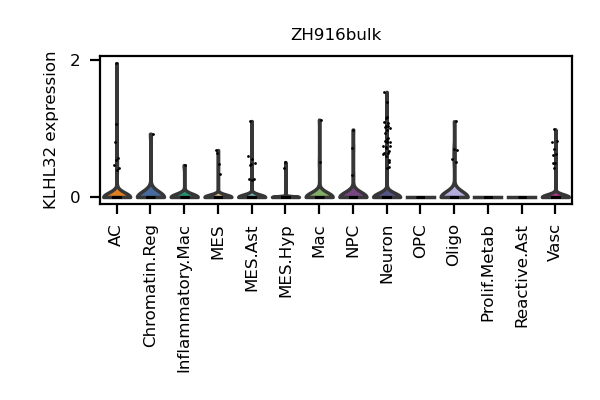 ZH916bulk
KLHL32 expression
2
0
AC
Chromatin.Reg
Inflammatory.Mac
MES
MES.Ast
MES.Hyp
Mac
NPC
Neuron
OPC
Oligo
Prolif.Metab
Reactive.Ast
Vasc